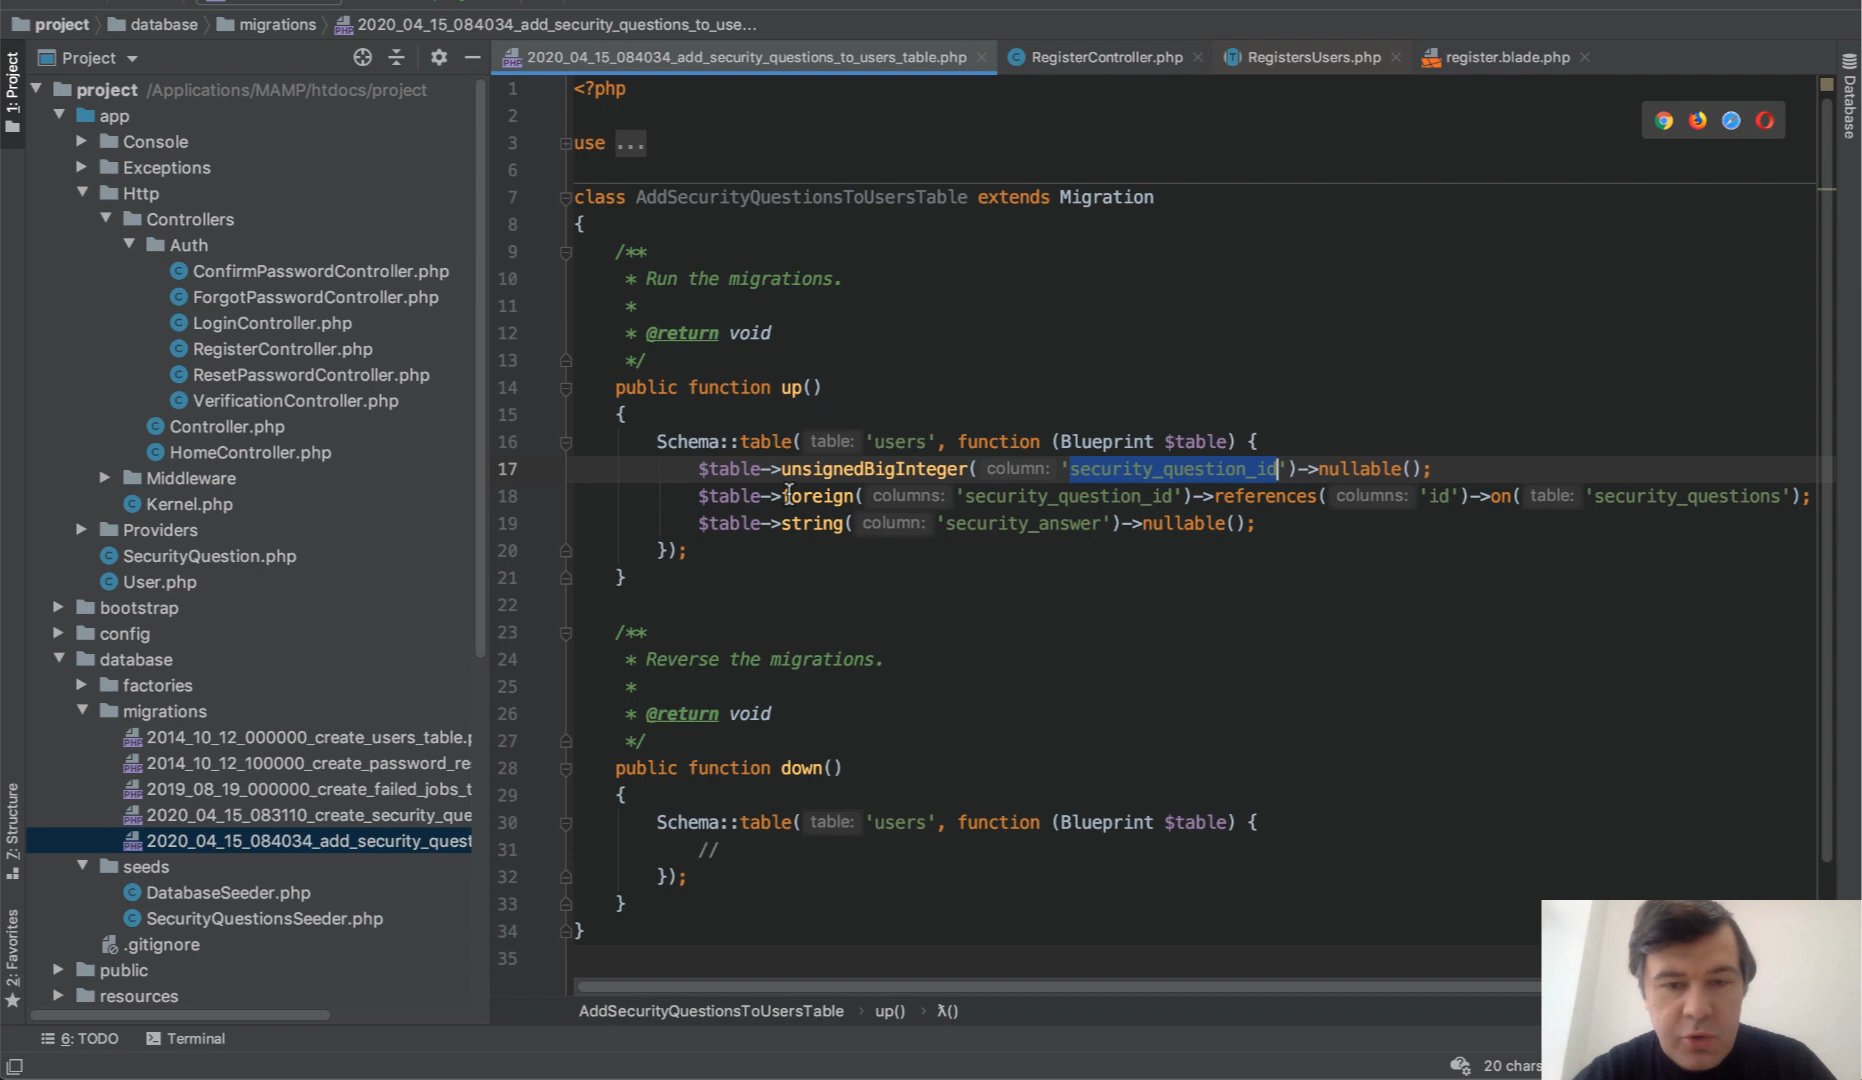 project database migrations 2020_04_15_084034_add_security_questions_to_use...
Project
2020_04_15_084034_add_security_questions_to_users_table.php RegisterController.php RegistersUsers.php register.blade.php
1: Project
Database
7: Structure
2: Favorites
project /Applications/MAMP/htdocs/project
app
Console
Exceptions
Http
Controllers
Auth
ConfirmPasswordController.php
ForgotPasswordController.php
LoginController.php
RegisterController.php
ResetPasswordController.php
VerificationController.php
Controller.php
HomeController.php
Middleware
Kernel.php
Providers
SecurityQuestion.php
User.php
bootstrap
config
database
factories
migrations
2014_10_12_000000_create_users_table.p
2014_10_12_100000_create_password_re
2019_08_19_000000_create_failed_jobs_t
2020_04_15_083110_create_security_que
2020_04_15_084034_add_security_quest
seeds
DatabaseSeeder.php
SecurityQuestionsSeeder.php
.gitignore
public
resources
1 <?php
2
3 use ...
6
7 class AddSecurityQuestionsToUsersTable extends Migration
8 {
9 /**
10 * Run the migrations.
11 *
12 * @return void
13 */
14 public function up()
15 {
16 Schema::table( table: 'users', function (Blueprint $table) {
17 $table->unsignedBigInteger( column: 'security_question_id')->nullable();
18 $table->foreign( columns: 'security_question_id')->references( columns: 'id')->on( table: 'security_questions');
19 $table->string( column: 'security_answer')->nullable();
20 });
21 }
22
23 /**
24 * Reverse the migrations.
25 *
26 * @return void
27 */
28 public function down()
29 {
30 Schema::table( table: 'users', function (Blueprint $table) {
31 //
32 });
33 }
34 }
35
AddSecurityQuestionsToUsersTable › up() › λ()
6: TODO Terminal
20 chars